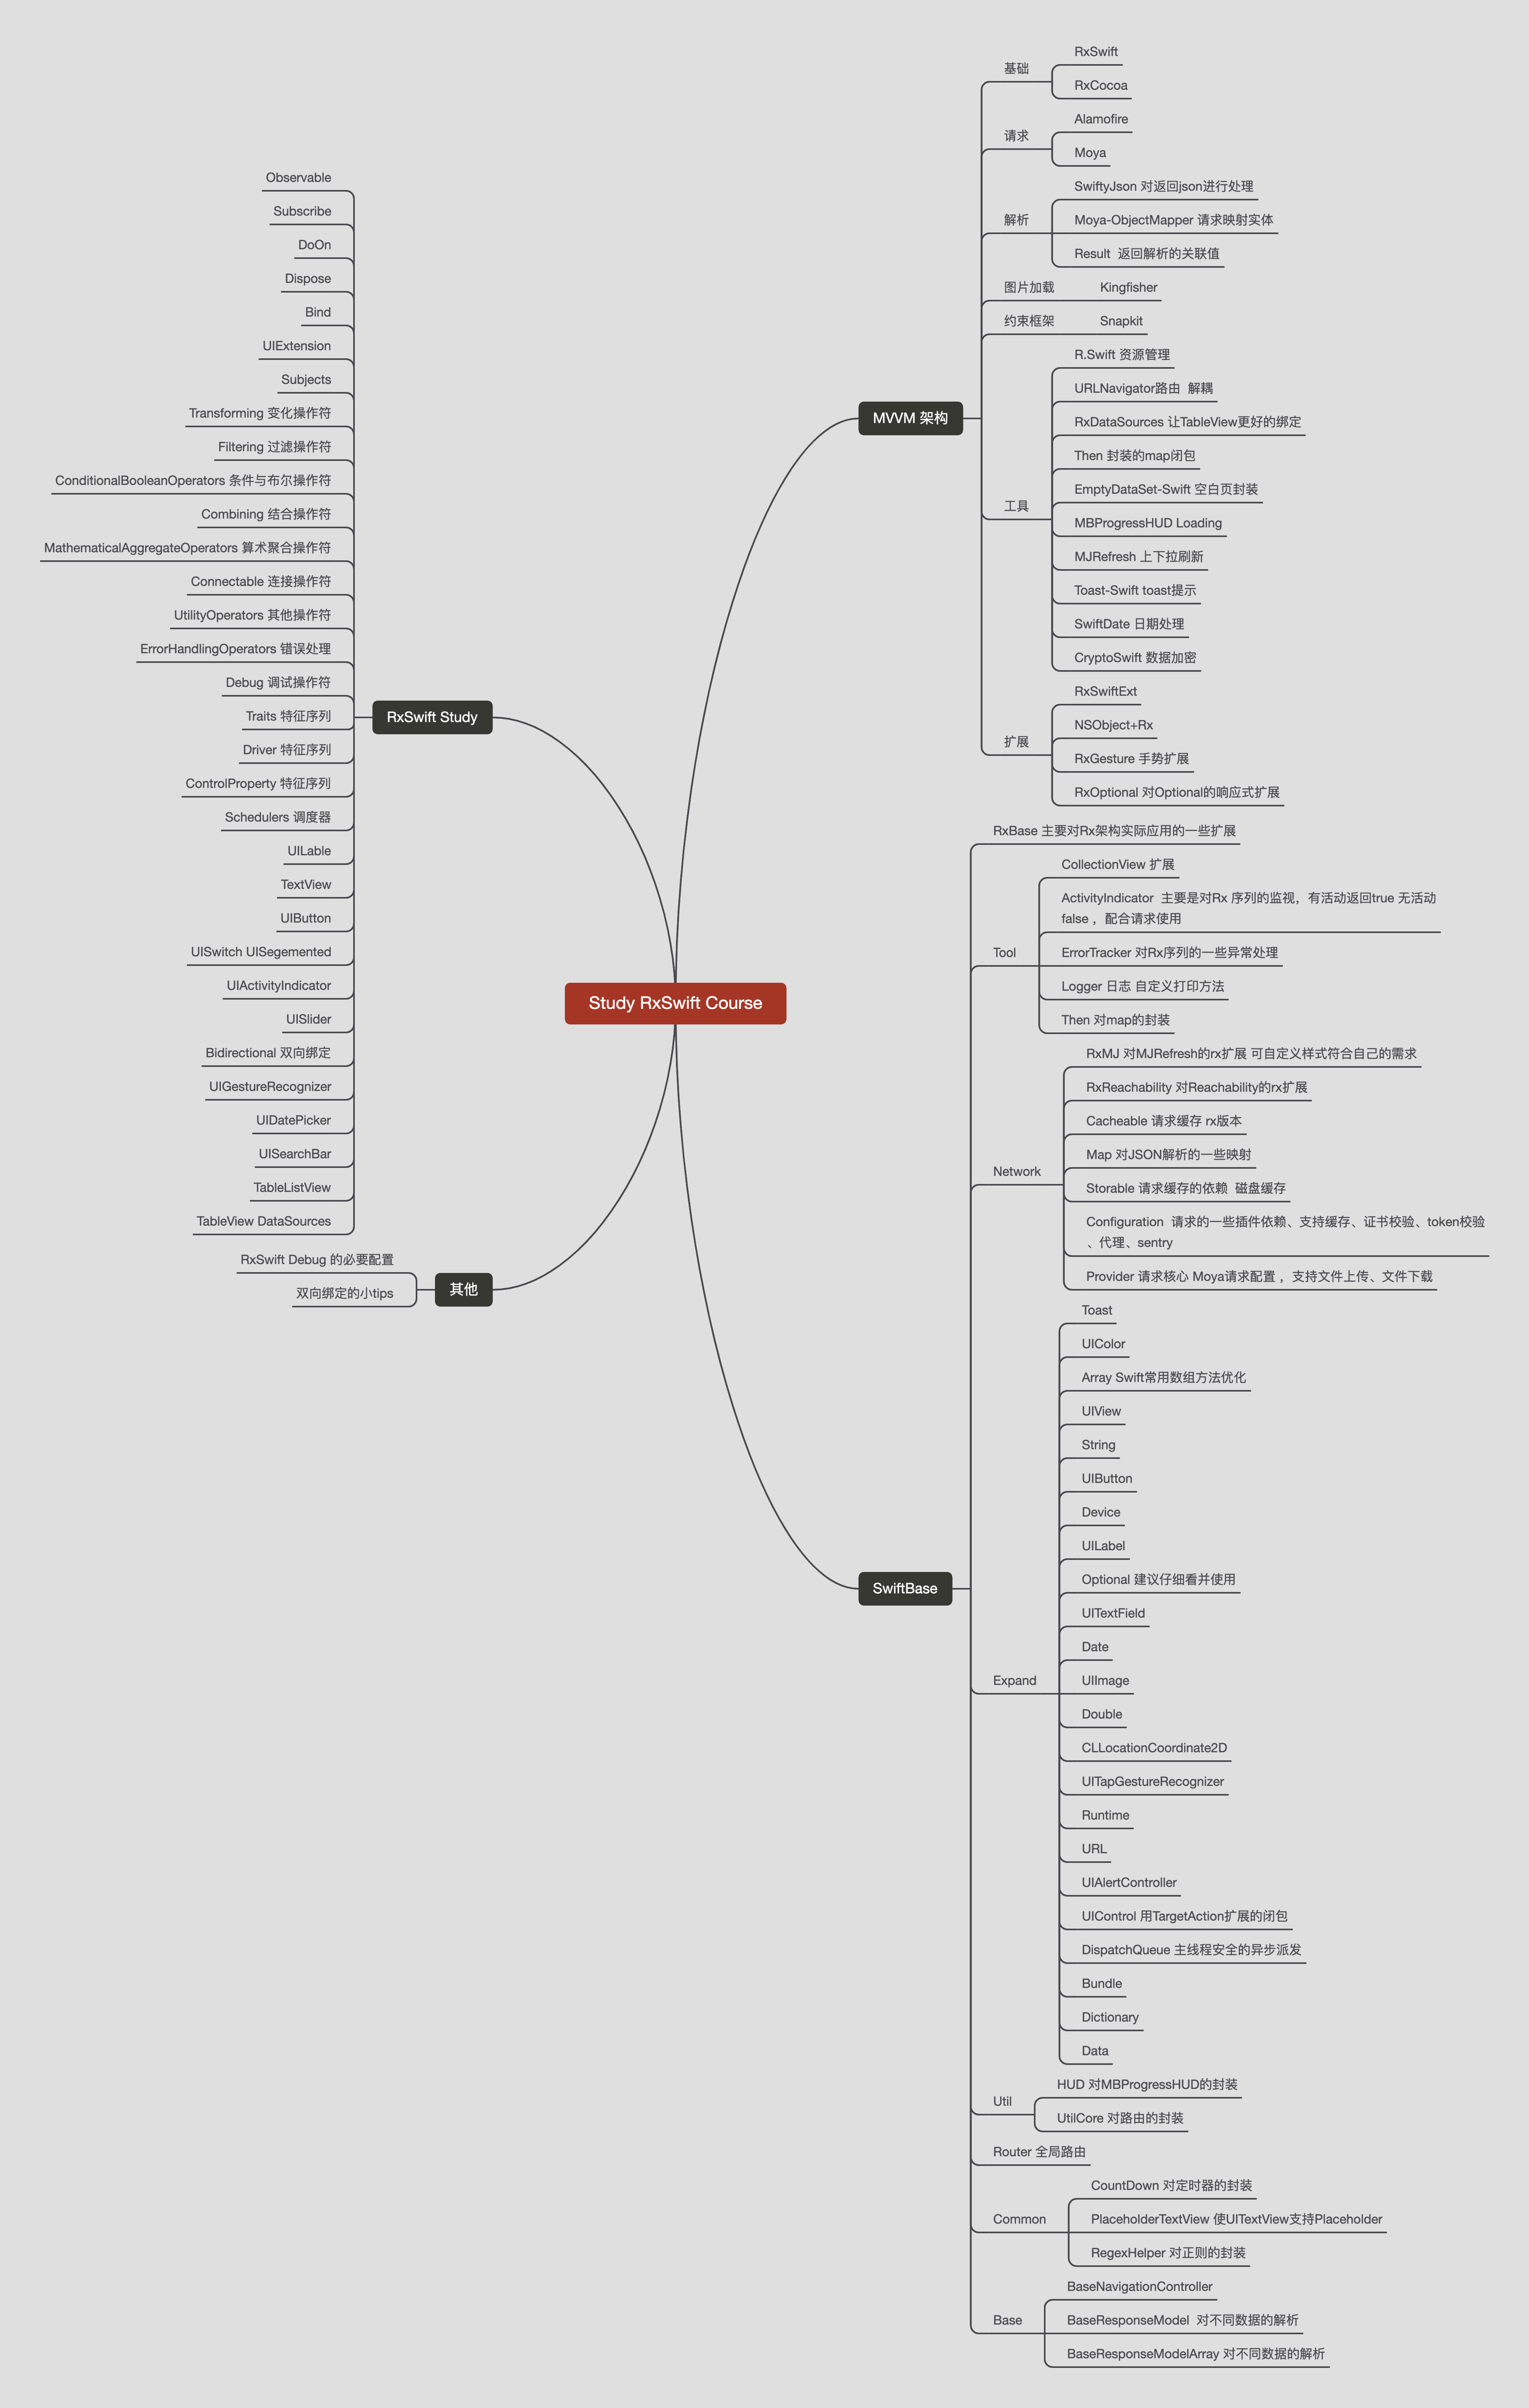 Study RxSwift Course
MVVM 架构
基础
RxSwift
RxCocoa
请求
Alamofire
Moya
解析
SwiftyJson 对返回json进行处理
Moya-ObjectMapper 请求映射实体
Result 返回解析的关联值
图片加载
Kingfisher
约束框架
Snapkit
工具
R.Swift 资源管理
URLNavigator路由 解耦
RxDataSources 让TableView更好的绑定
Then 封装的map闭包
EmptyDataSet-Swift 空白页封装
MBProgressHUD Loading
MJRefresh 上下拉刷新
Toast-Swift toast提示
SwiftDate 日期处理
CryptoSwift 数据加密
扩展
RxSwiftExt
NSObject+Rx
RxGesture 手势扩展
RxOptional 对Optional的响应式扩展
SwiftBase
RxBase 主要对Rx架构实际应用的一些扩展
Tool
CollectionView 扩展
ActivityIndicator 主要是对Rx 序列的监视，有活动返回true 无活动
false ，配合请求使用
ErrorTracker 对Rx序列的一些异常处理
Logger 日志 自定义打印方法
Then 对map的封装
Network
RxMJ 对MJRefresh的rx扩展 可自定义样式符合自己的需求
RxReachability 对Reachability的rx扩展
Cacheable 请求缓存 rx版本
Map 对JSON解析的一些映射
Storable 请求缓存的依赖 磁盘缓存
Configuration 请求的一些插件依赖、支持缓存、证书校验、token校验
、代理、sentry
Provider 请求核心 Moya请求配置 ，支持文件上传、文件下载
Expand
Toast
UIColor
Array Swift常用数组方法优化
UIView
String
UIButton
Device
UILabel
Optional 建议仔细看并使用
UITextField
Date
UIImage
Double
CLLocationCoordinate2D
UITapGestureRecognizer
Runtime
URL
UIAlertController
UIControl 用TargetAction扩展的闭包
DispatchQueue 主线程安全的异步派发
Bundle
Dictionary
Data
Util
HUD 对MBProgressHUD的封装
UtilCore 对路由的封装
Router 全局路由
Common
CountDown 对定时器的封装
PlaceholderTextView 使UITextView支持Placeholder
RegexHelper 对正则的封装
Base
BaseNavigationController
BaseResponseModel 对不同数据的解析
BaseResponseModelArray 对不同数据的解析
RxSwift Study
Observable
Subscribe
DoOn
Dispose
Bind
UIExtension
Subjects
Transforming 变化操作符
Filtering 过滤操作符
ConditionalBooleanOperators 条件与布尔操作符
Combining 结合操作符
MathematicalAggregateOperators 算术聚合操作符
Connectable 连接操作符
UtilityOperators 其他操作符
ErrorHandlingOperators 错误处理
Debug 调试操作符
Traits 特征序列
Driver 特征序列
ControlProperty 特征序列
Schedulers 调度器
UILable
TextView
UIButton
UISwitch UISegemented
UIActivityIndicator
UISlider
Bidirectional 双向绑定
UIGestureRecognizer
UIDatePicker
UISearchBar
TableListView
TableView DataSources
其他
RxSwift Debug 的必要配置
双向绑定的小tips